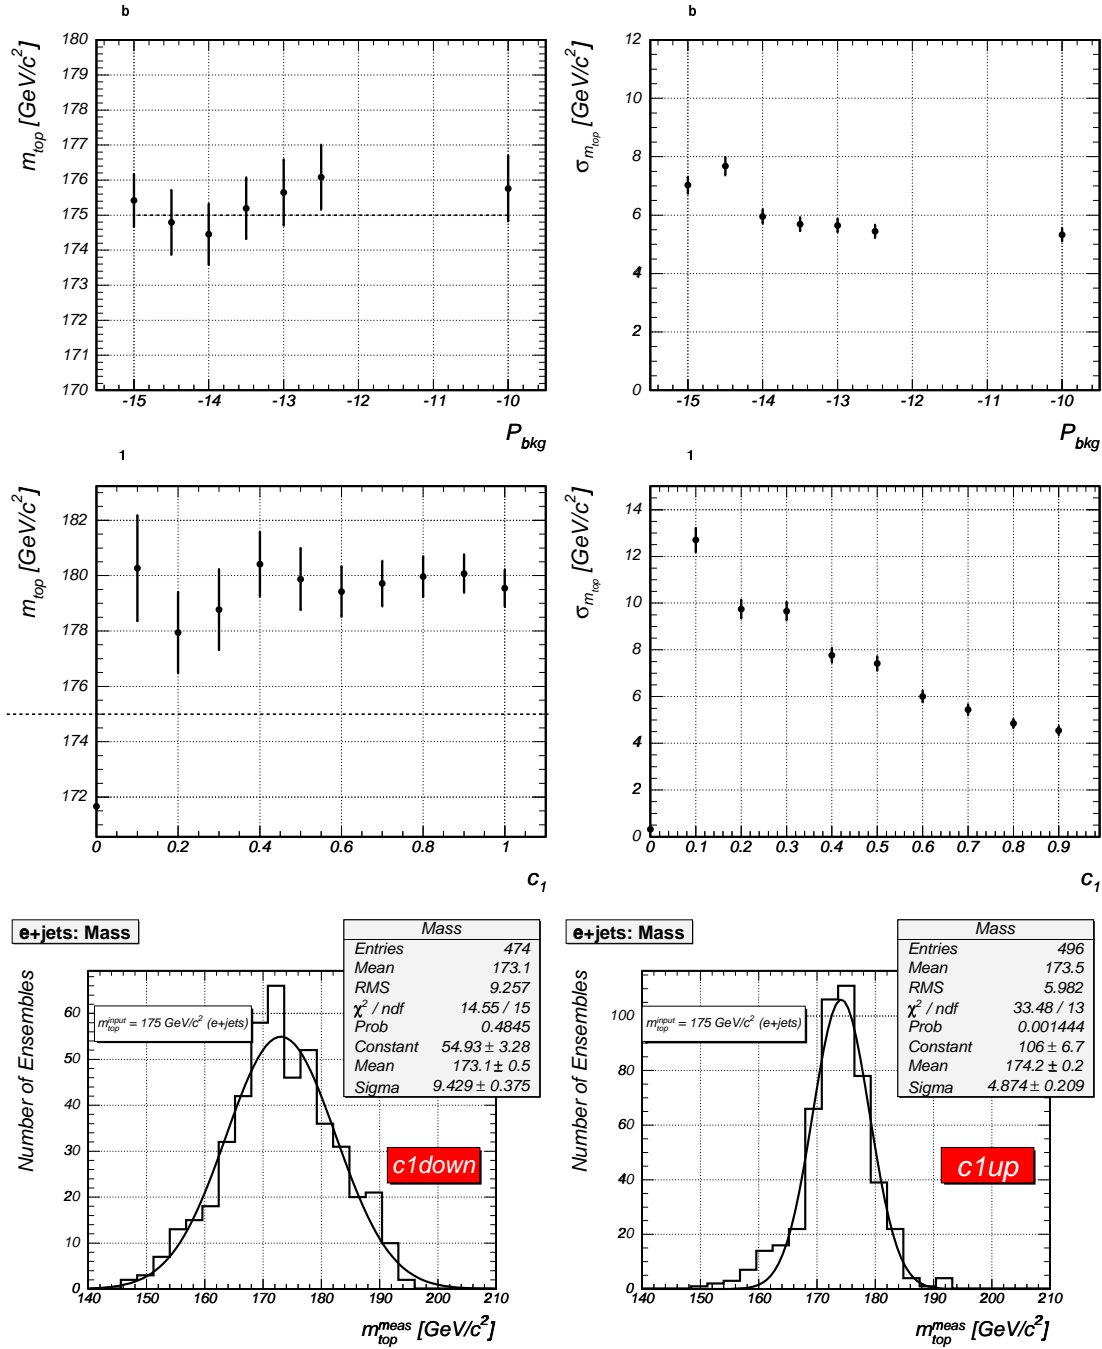 b
b
m_top [GeV/c²]
180
179
178
177
176
175
174
173
172
171
170
-15 -14 -13 -12 -11 -10
P_bkg
σ_m_top [GeV/c²]
12
10
8
6
4
2
0
-15 -14 -13 -12 -11 -10
P_bkg
1
1
m_top [GeV/c²]
182
180
178
176
174
172
0 0.2 0.4 0.6 0.8 1
c_1
σ_m_top [GeV/c²]
14
12
10
8
6
4
2
0
0 0.1 0.2 0.3 0.4 0.5 0.6 0.7 0.8 0.9
c_1
e+jets: Mass
Mass
Entries 474
Mean 173.1
RMS 9.257
χ² / ndf 14.55 / 15
Prob 0.4845
Constant 54.93 ± 3.28
Mean 173.1 ± 0.5
Sigma 9.429 ± 0.375
m_top^input = 175 GeV/c² (e+jets)
c1down
Number of Ensembles
60
50
40
30
20
10
0
140 150 160 170 180 190 200 210
m_top^meas [GeV/c²]
e+jets: Mass
Mass
Entries 496
Mean 173.5
RMS 5.982
χ² / ndf 33.48 / 13
Prob 0.001444
Constant 106 ± 6.7
Mean 174.2 ± 0.2
Sigma 4.874 ± 0.209
m_top^input = 175 GeV/c² (e+jets)
c1up
Number of Ensembles
100
80
60
40
20
0
140 150 160 170 180 190 200 210
m_top^meas [GeV/c²]